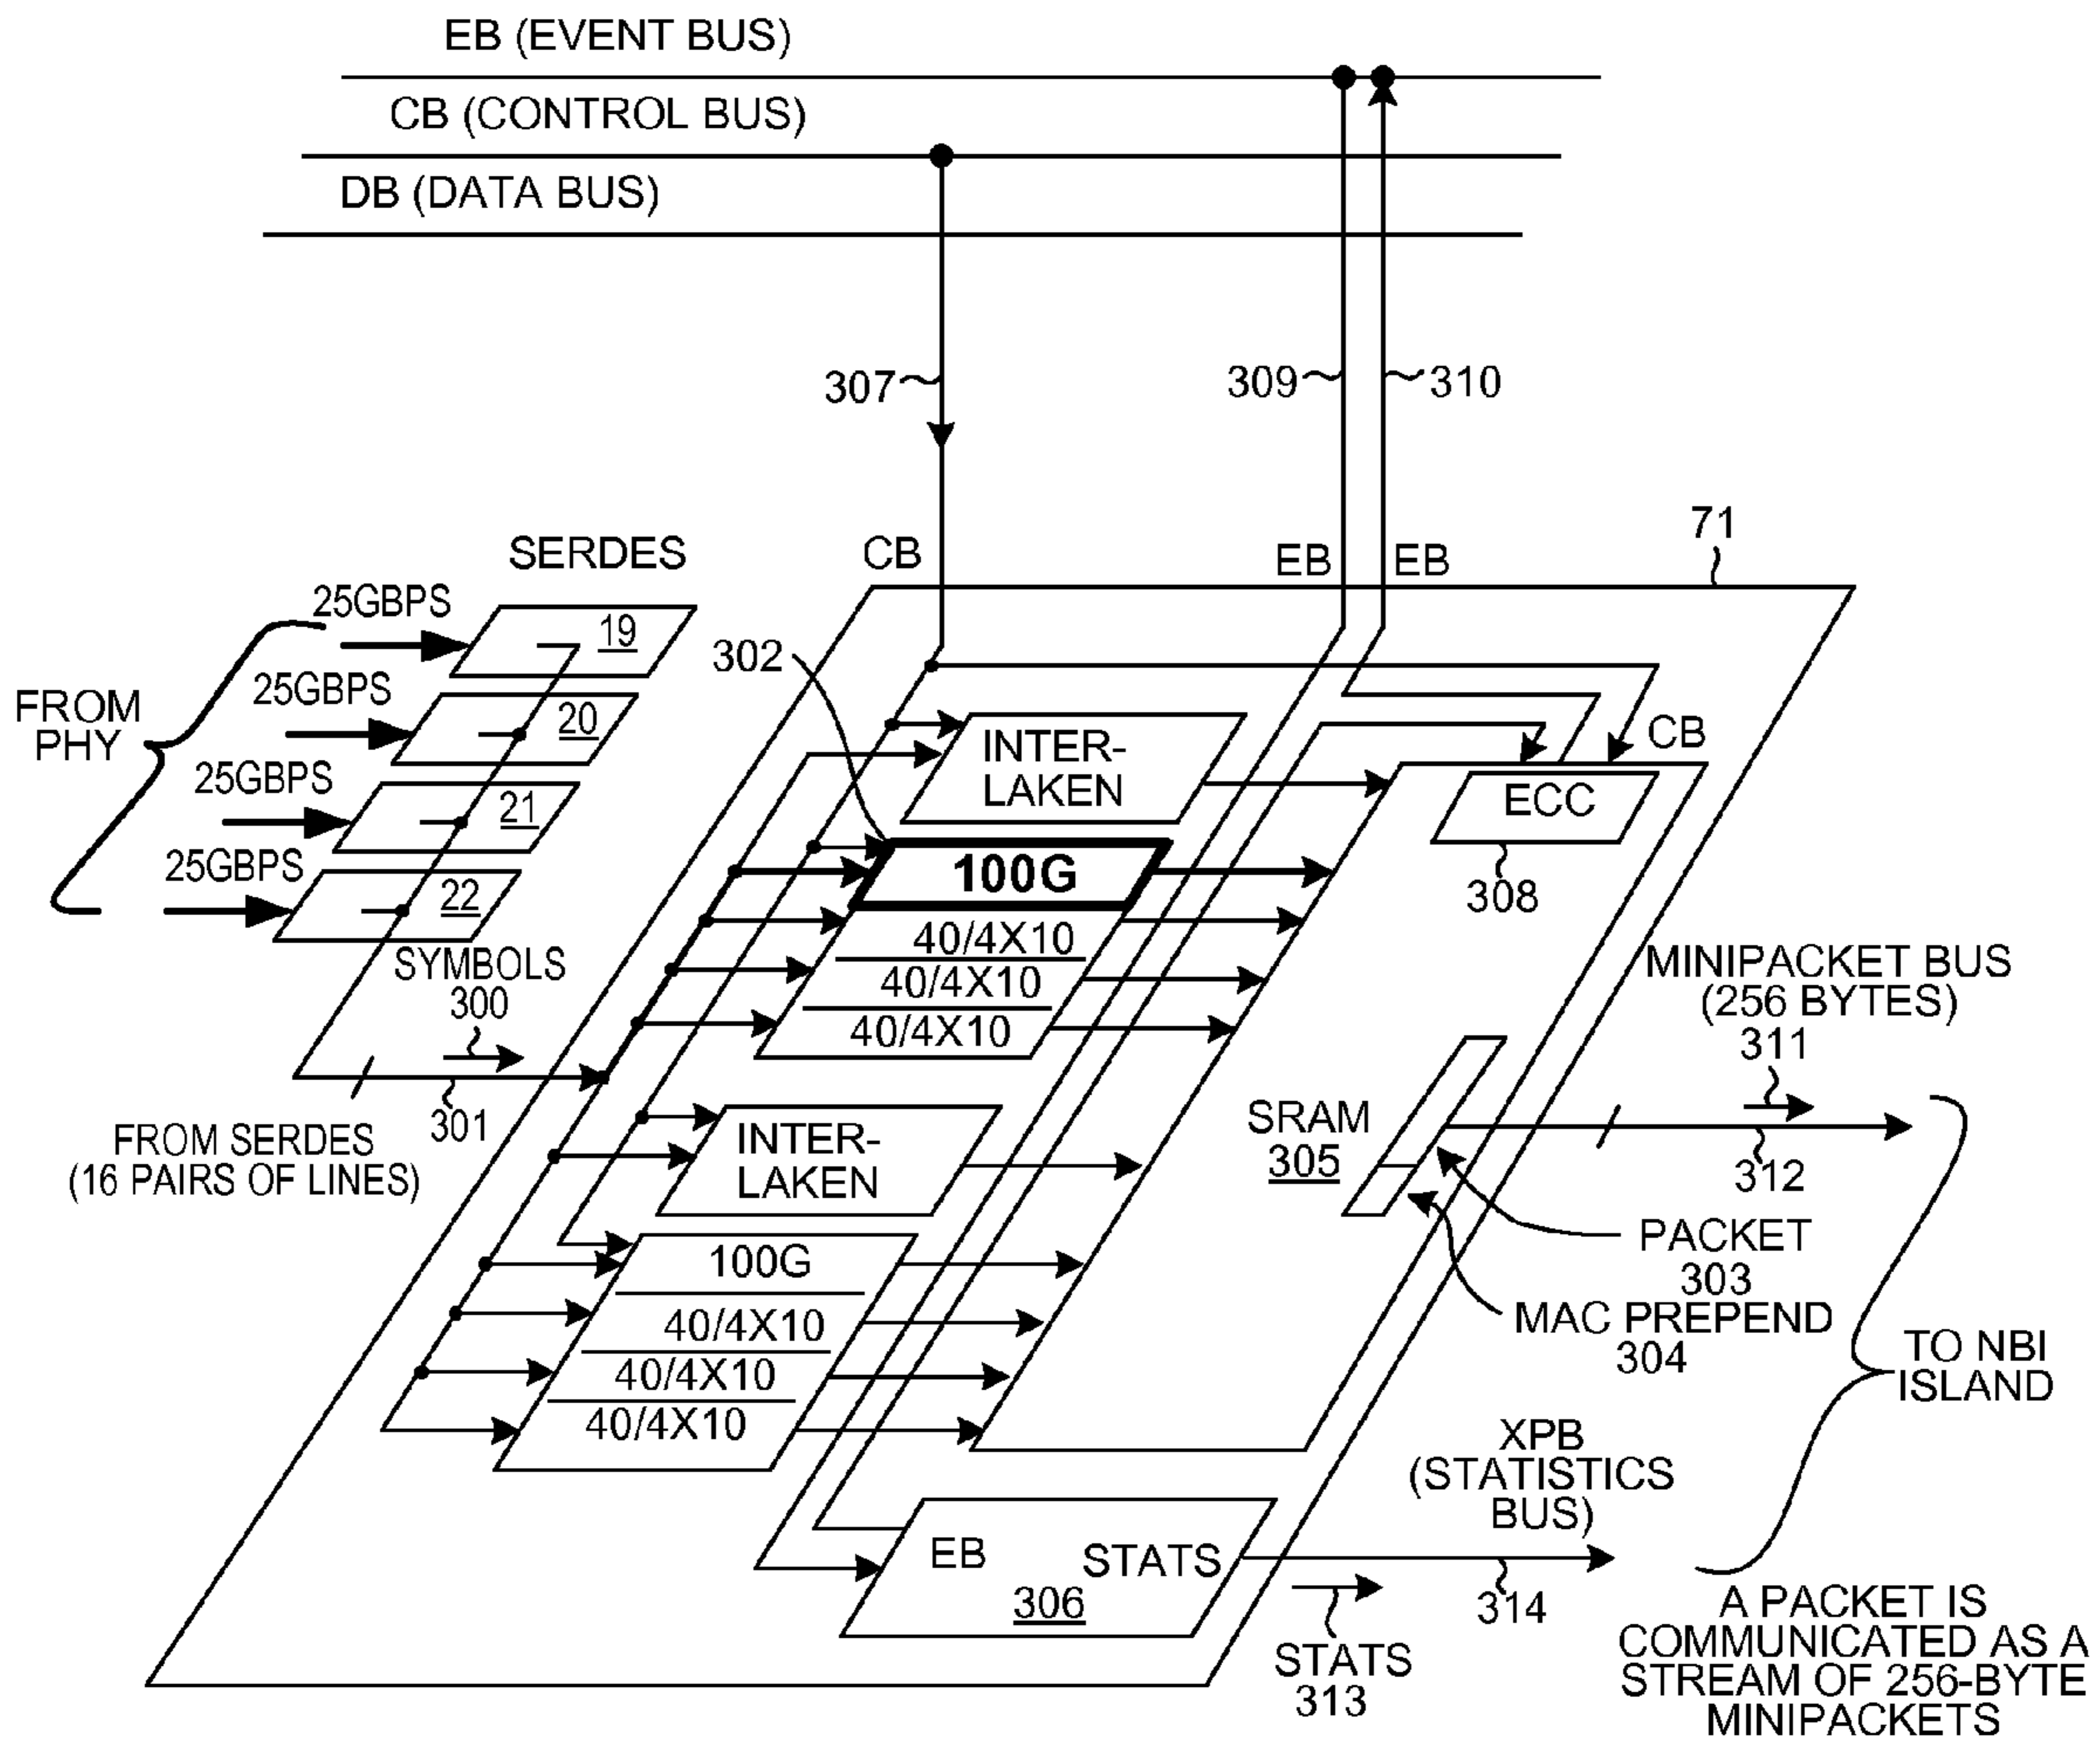 EB (EVENT BUS)
CB (CONTROL BUS)
DB (DATA BUS)
307
309
310
71
SERDES
CB
EB
EB
25GBPS
19
302
25GBPS
20
FROM
PHY
CB
INTER-
LAKEN
25GBPS
21
ECC
25GBPS
22
100G
308
40/4X10
SYMBOLS
300
MINIPACKET BUS
(256 BYTES)
311
40/4X10
40/4X10
301
SRAM
305
312
FROM SERDES
(16 PAIRS OF LINES)
INTER-
LAKEN
PACKET
303
100G
MAC PREPEND
304
40/4X10
TO NBI
ISLAND
40/4X10
40/4X10
XPB
(STATISTICS
BUS)
EB
STATS
306
314
STATS
313
A PACKET IS
COMMUNICATED AS A
STREAM OF 256-BYTE
MINIPACKETS